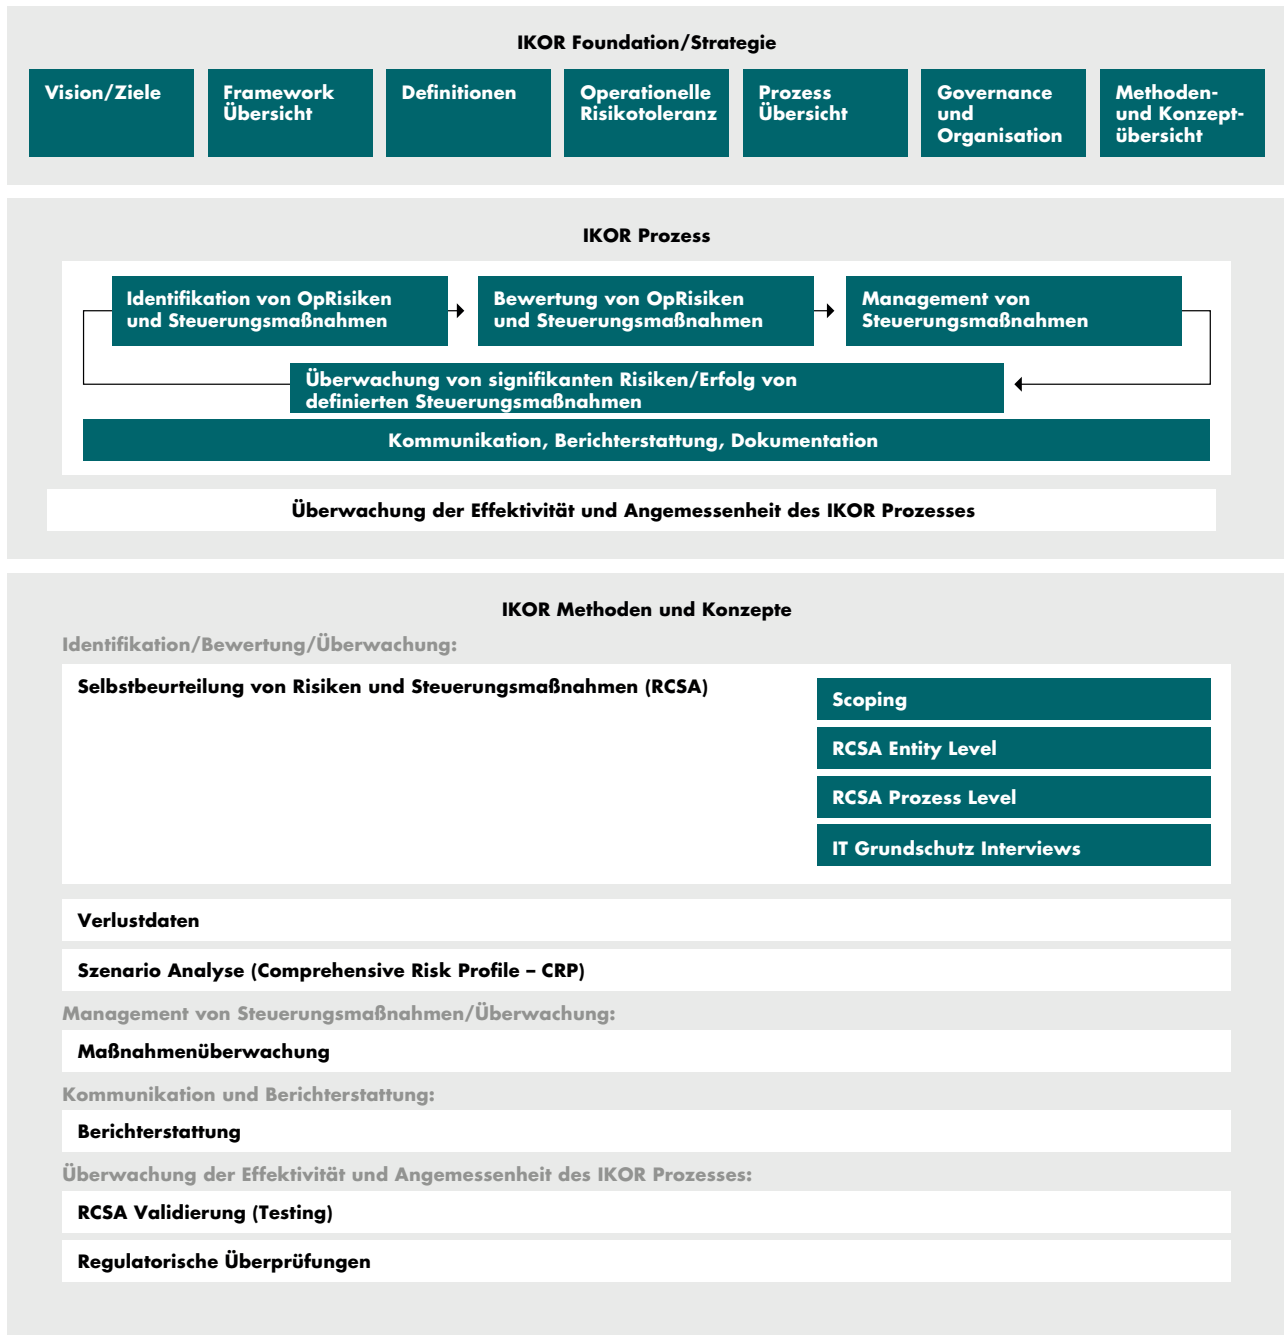 IKOR Foundation/Strategie
Vision/Ziele
Framework
Übersicht
Definitionen
Operationelle
Risikotoleranz
Prozess
Übersicht
Governance
und
Organisation
Methoden-
und Konzept-
übersicht
IKOR Prozess
Identifikation von OpRisiken
und Steuerungsmaßnahmen
Bewertung von OpRisiken
und Steuerungsmaßnahmen
Management von
Steuerungsmaßnahmen
Überwachung von signifikanten Risiken/Erfolg von
definierten Steuerungsmaßnahmen
Kommunikation, Berichterstattung, Dokumentation
Überwachung der Effektivität und Angemessenheit des IKOR Prozesses
IKOR Methoden und Konzepte
Identifikation/Bewertung/Überwachung:
Selbstbeurteilung von Risiken und Steuerungsmaßnahmen (RCSA)
Scoping
RCSA Entity Level
RCSA Prozess Level
IT Grundschutz Interviews
Verlustdaten
Szenario Analyse (Comprehensive Risk Profile – CRP)
Management von Steuerungsmaßnahmen/Überwachung:
Maßnahmenüberwachung
Kommunikation und Berichterstattung:
Berichterstattung
Überwachung der Effektivität und Angemessenheit des IKOR Prozesses:
RCSA Validierung (Testing)
Regulatorische Überprüfungen